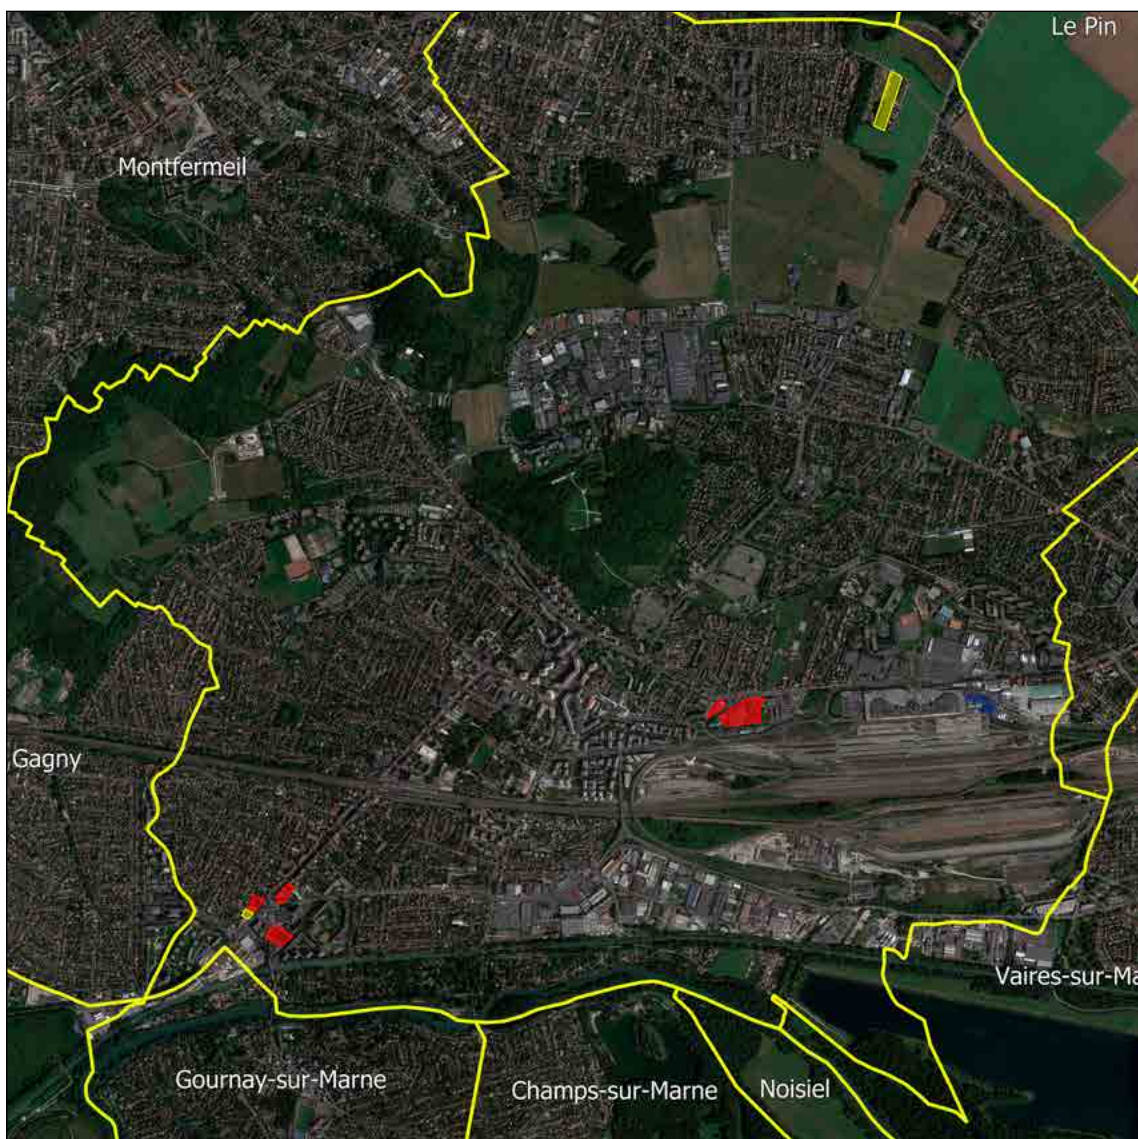 Le Pin
Montfermeil
Gagny
Vaires-sur-Ma
Gournay-sur-Marne
Champs-sur-Marne
Noisiel